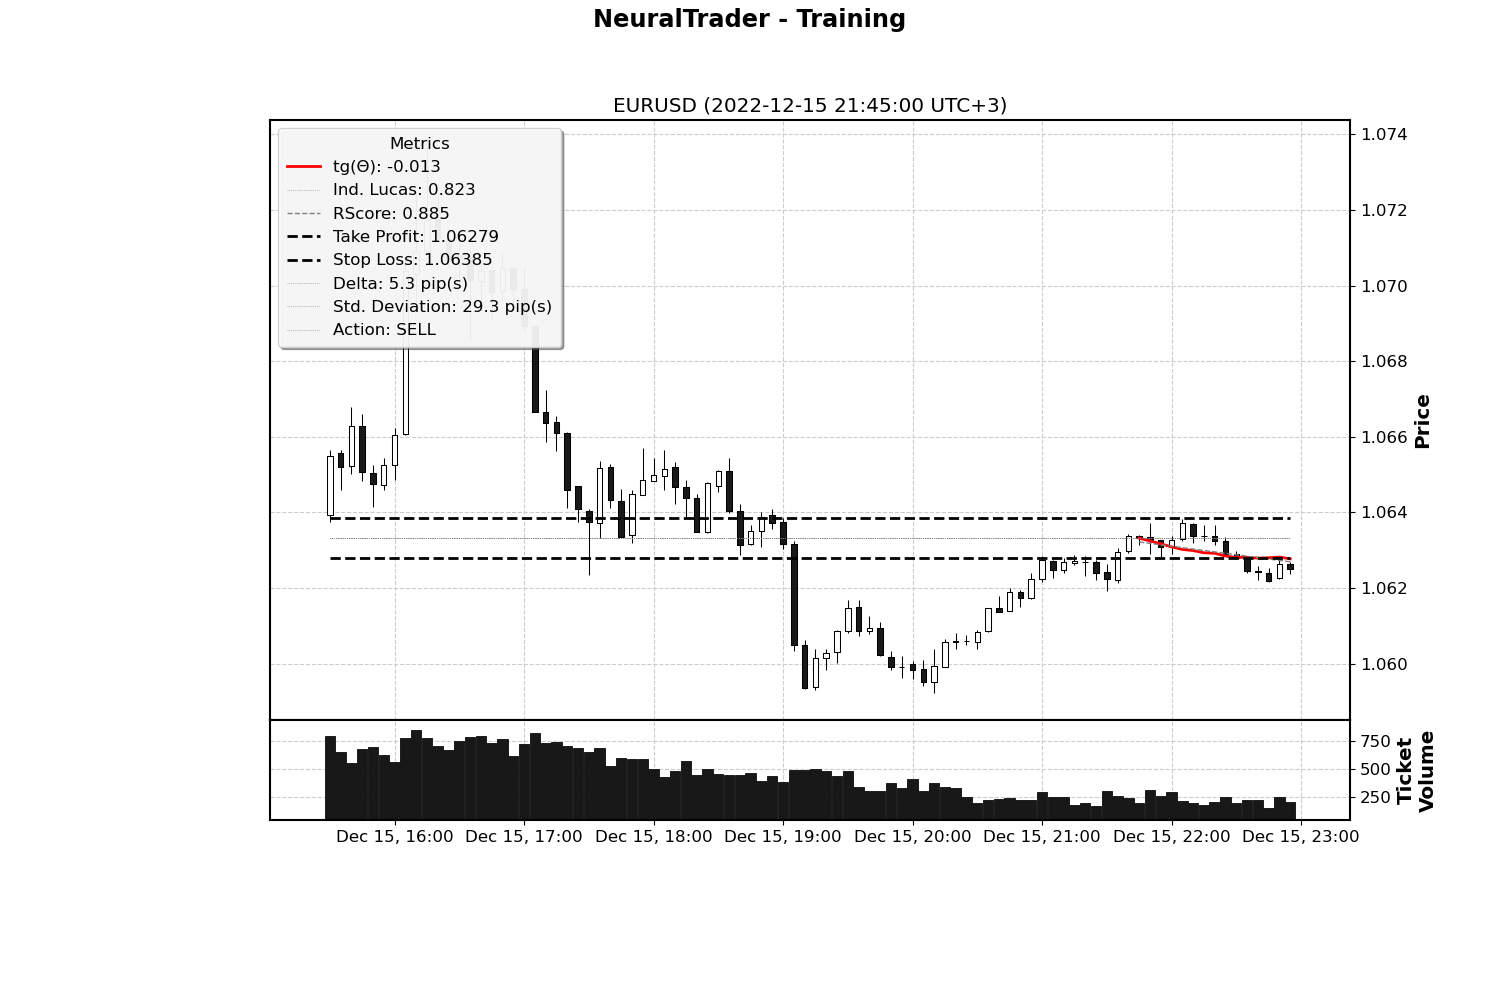 NeuralTrader - Training
EURUSD (2022-12-15 21:45:00 UTC+3)
Metrics
tg(Θ): -0.013
Ind. Lucas: 0.823
RScore: 0.885
Take Profit: 1.06279
Stop Loss: 1.06385
Delta: 5.3 pip(s)
Std. Deviation: 29.3 pip(s)
Action: SELL
1.074
1.072
1.070
1.068
1.066
1.064
1.062
1.060
Price
750
500
250
Ticket
Volume
Dec 15, 16:00 Dec 15, 17:00 Dec 15, 18:00 Dec 15, 19:00 Dec 15, 20:00 Dec 15, 21:00 Dec 15, 22:00 Dec 15, 23:00